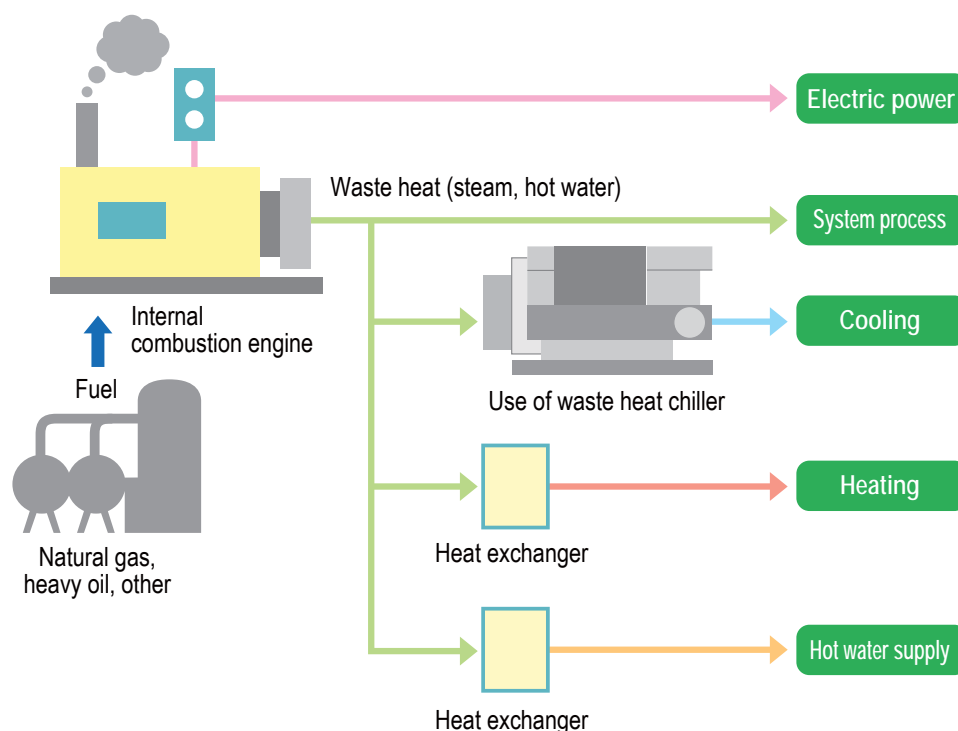 Electric power
Waste heat (steam, hot water)
System process
Internal
combustion engine
Cooling
Fuel
Use of waste heat chiller
Heating
Heat exchanger
Natural gas,
heavy oil, other
Hot water supply
Heat exchanger